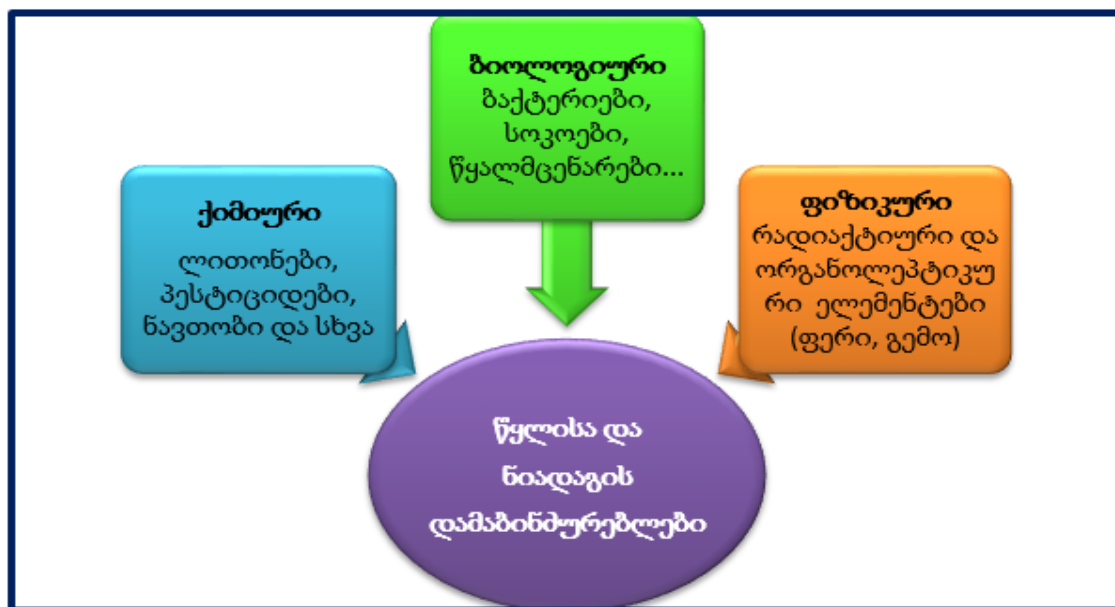 ბიოლოგიური
ბაქტერიები,
სოკოები,
წყალმცენარები...
ქიმიური
ლითონები,
პესტიციდები,
ნავთობი და სხვა
ფიზიკური
რადიაქტიური და
ორგანოლეპტიკუ
რი ელემენტები
(ფერი, გემო)
წყლისა და
ნიადაგის
დამაბინძურებლები